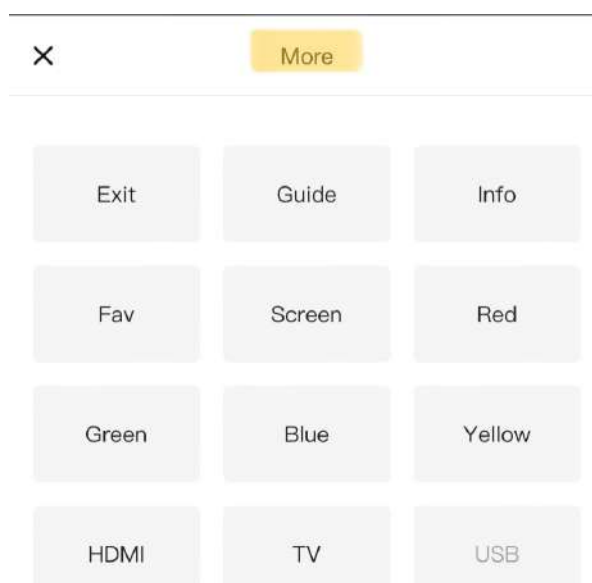 × More
Exit Guide Info
Fav Screen Red
Green Blue Yellow
HDMI TV USB